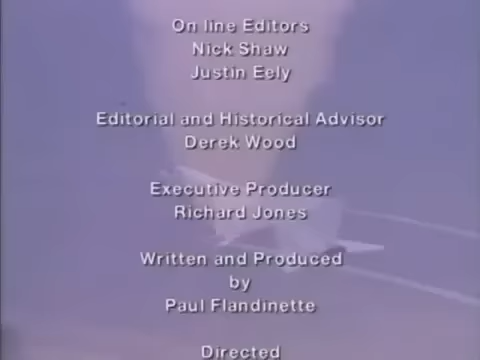 On line Editors
Nick Shaw
Justin Eely
Editorial and Historical Advisor
Derek Wood
Executive Producer
Richard Jones
Written and Produced
by
Paul Flandinette
Directed